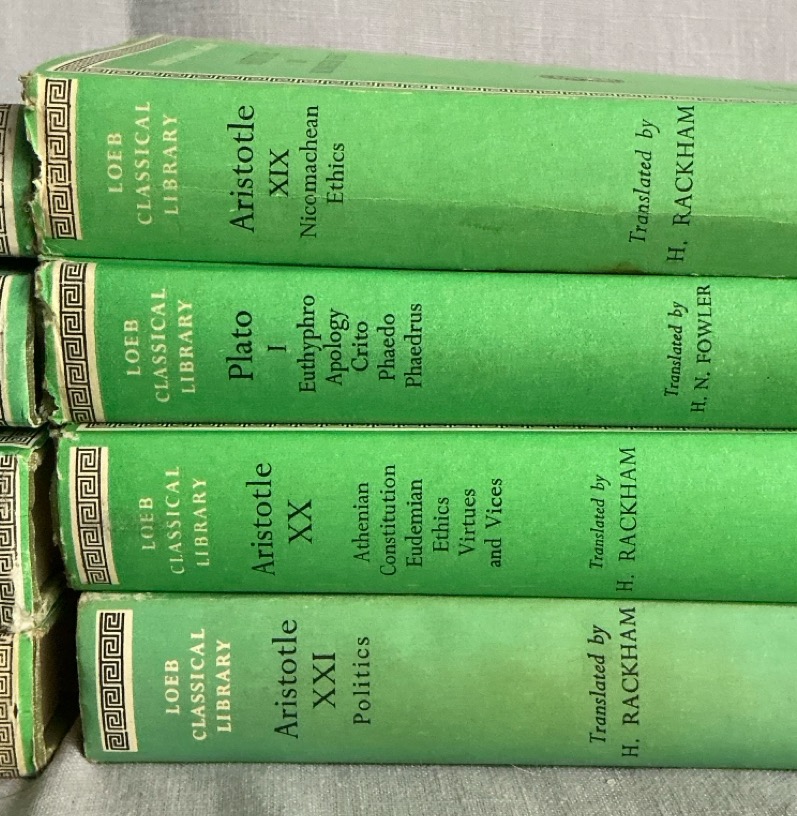 LOEB
CLASSICAL
LIBRARY
Aristotle
XIX
Nicomachean
Ethics
Translated by
H. RACKHAM
LOEB
CLASSICAL
LIBRARY
Plato
I
Euthyphro
Apology
Crito
Phaedo
Phaedrus
Translated by
H. N. FOWLER
LOEB
CLASSICAL
LIBRARY
Aristotle
XX
Athenian
Constitution
Eudemian
Ethics
Virtues
and Vices
Translated by
H. RACKHAM
LOEB
CLASSICAL
LIBRARY
Aristotle
XXI
Politics
Translated by
H. RACKHAM